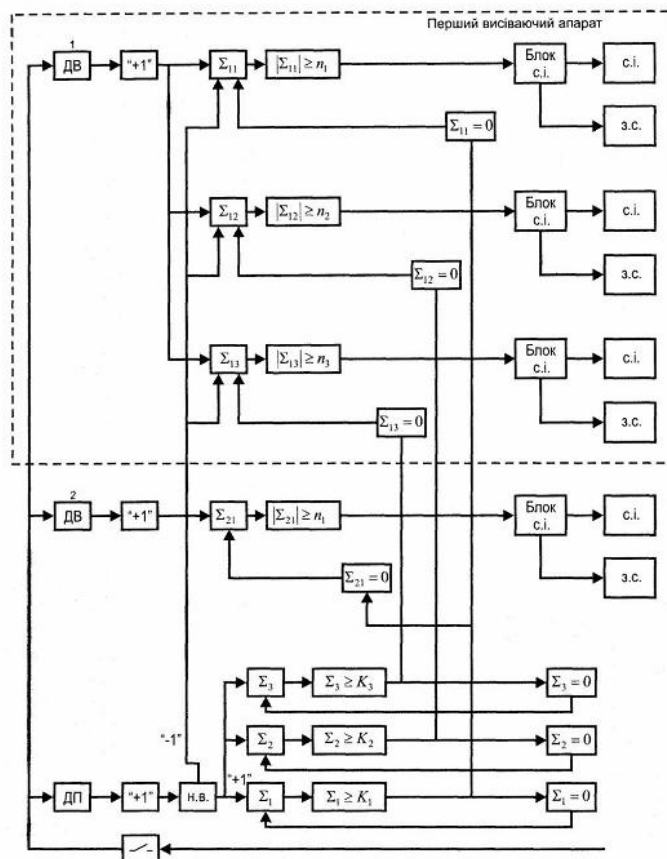 Перший висіваючий апарат
1
ДВ
“+1”
Σ11
|Σ11| ≥ n1
Блок с.і.
с.і.
з.с.
Σ11 = 0
Σ12
|Σ12| ≥ n2
Блок с.і.
с.і.
з.с.
Σ12 = 0
Σ13
|Σ13| ≥ n3
Блок с.і.
с.і.
з.с.
Σ13 = 0
2
ДВ
“+1”
Σ21
|Σ21| ≥ n1
Блок с.і.
с.і.
з.с.
Σ21 = 0
Σ3
Σ3 ≥ K3
Σ3 = 0
“-1”
Σ2
Σ2 ≥ K2
Σ2 = 0
“+1”
ДП
“+1”
н.в.
Σ1
Σ1 ≥ K1
Σ1 = 0